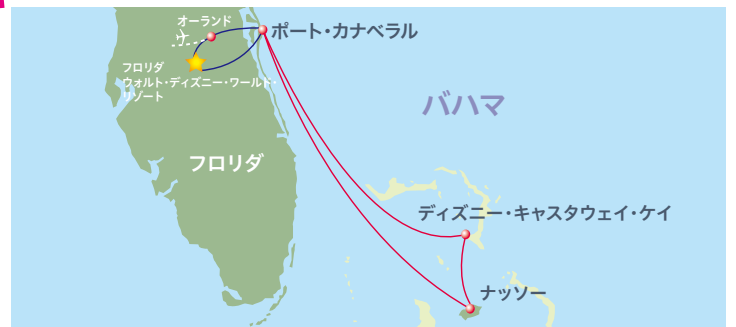 オーランド
ポート・カナベラル
フロリダ
ウォルト・ディズニー・ワールド・
リゾート
バハマ
フロリダ
ディズニー・キャスタウェイ・ケイ
ナッソー